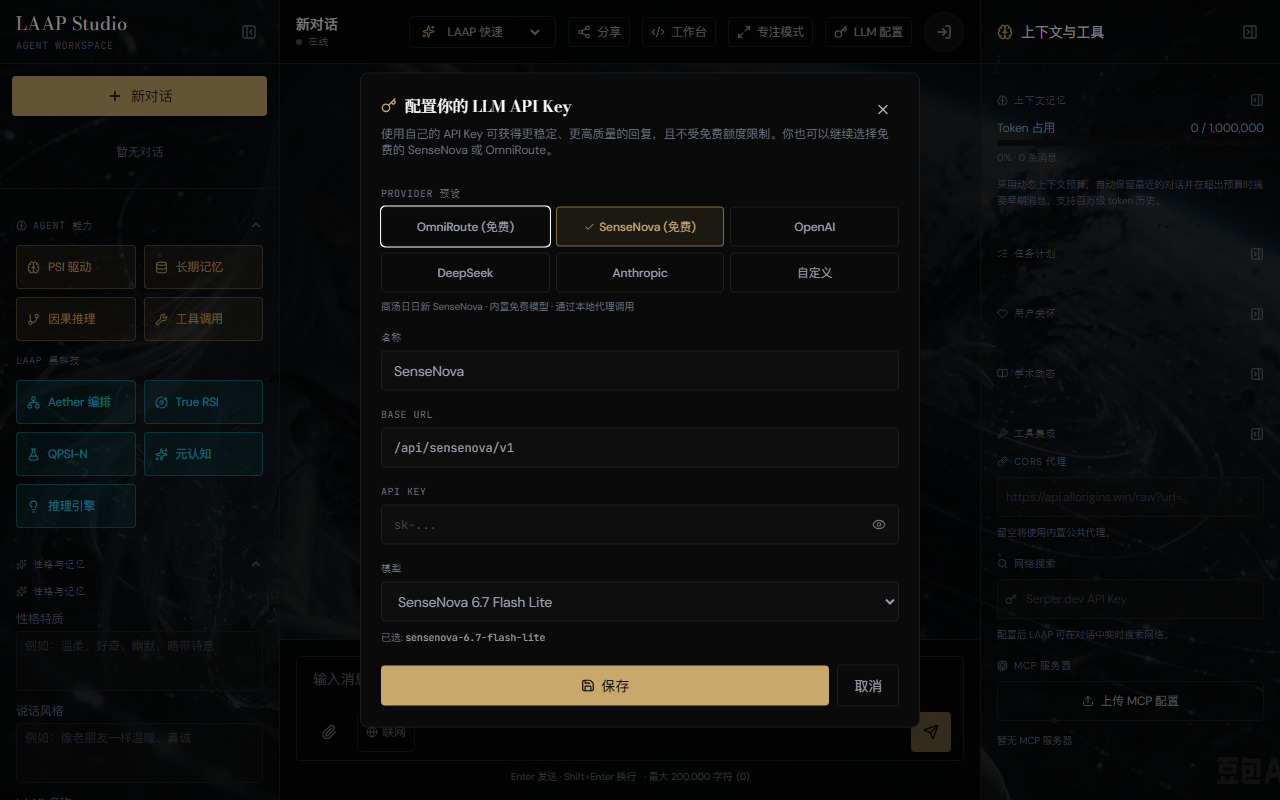 LAAP Studio
AGENT WORKSPACE
新对话
暂无对话
AGENT 能力
PSI 驱动
长期记忆
因果推理
工具调用
LAAP 黑科技
Aether 编排
True RSI
QPSI-N
元认知
推理引擎
性格与记忆
性格与记忆
性格特质
例如：温柔、好奇、幽默、略带诗意
说话风格
例如：像老朋友一样温暖、真诚
新对话
在线
LAAP 快速
分享
工作台
专注模式
LLM 配置
配置你的 LLM API Key
使用自己的 API Key 可获得更稳定、更高质量的回复，且不受免费额度限制。你也可以继续选择免
费的 SenseNova 或 OmniRoute。
PROVIDER 预设
OmniRoute (免费)
SenseNova (免费)
OpenAI
DeepSeek
Anthropic
自定义
商汤日日新 SenseNova · 内置免费模型 · 通过本地代理调用
名称
SenseNova
BASE URL
/api/sensenova/v1
API KEY
sk-...
模型
SenseNova 6.7 Flash Lite
已选: sensenova-6.7-flash-lite
保存
取消
输入消息
联网
Enter 发送 · Shift+Enter 换行 · 最大 200,000 字符 (0)
上下文与工具
上下文记忆
Token 占用
0 / 1,000,000
0% · 0 条消息
采用动态上下文预算，自动保留最近的对话并在超出预算时摘
要早期消息，支持百万级 token 历史。
任务计划
用户关怀
学术动态
工具集成
CORS 代理
https://api.allorigins.win/raw?url=
留空将使用内置公共代理。
网络搜索
Serper.dev API Key
配置后 LAAP 可在对话中实时搜索网络。
MCP 服务器
上传 MCP 配置
暂无 MCP 服务器
豆包A